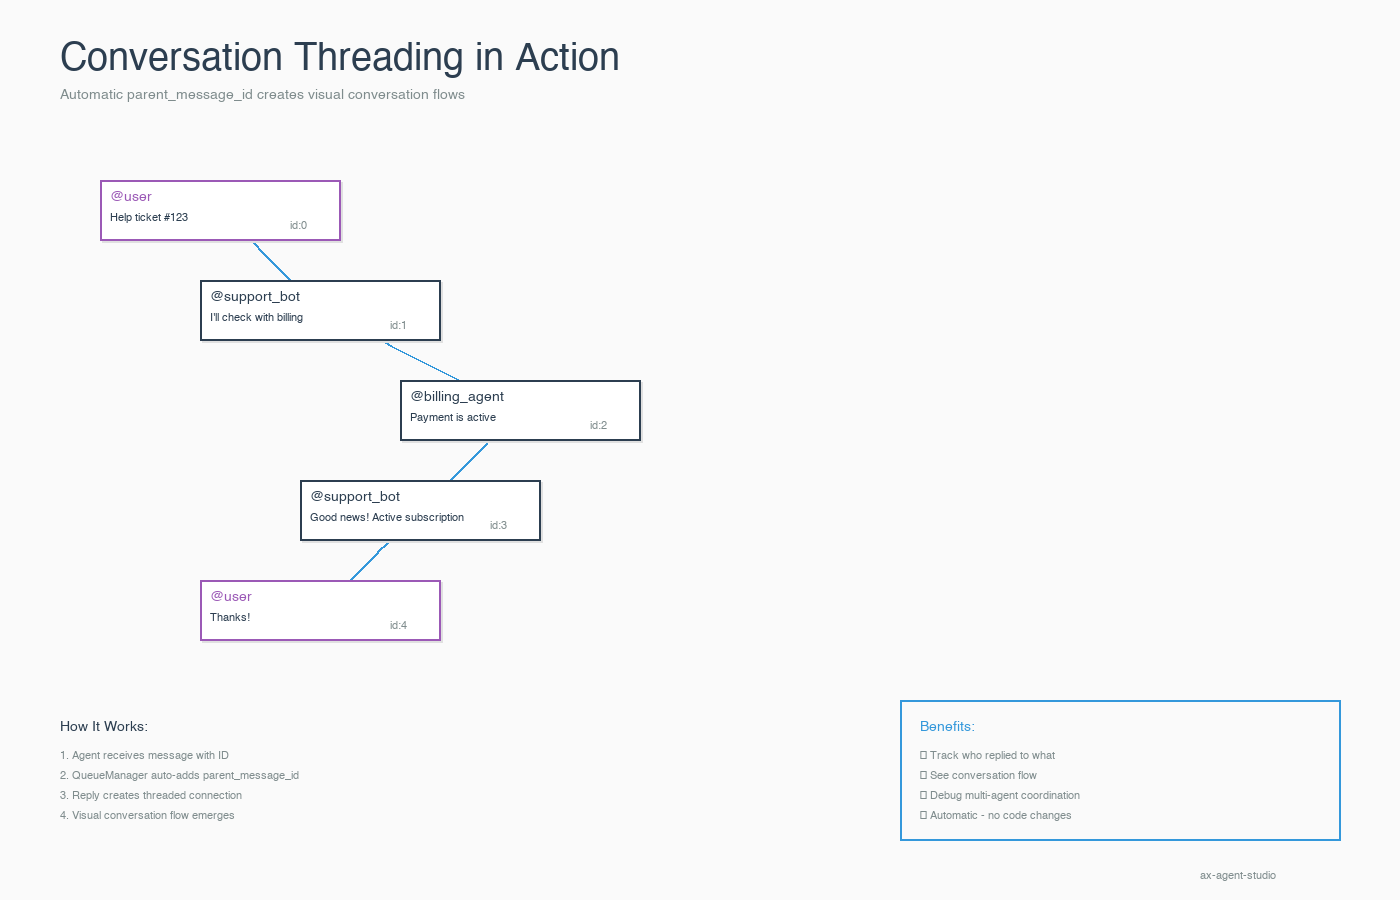 Conversation Threading in Action
Automatic parent_message_id creates visual conversation flows
@user
Help ticket #123
id:0
@support_bot
I'll check with billing
id:1
@billing_agent
Payment is active
id:2
@support_bot
Good news! Active subscription
id:3
@user
Thanks!
id:4
How It Works:
1. Agent receives message with ID
2. QueueManager auto-adds parent_message_id
3. Reply creates threaded connection
4. Visual conversation flow emerges
Benefits:
Track who replied to what
See conversation flow
Debug multi-agent coordination
Automatic - no code changes
ax-agent-studio